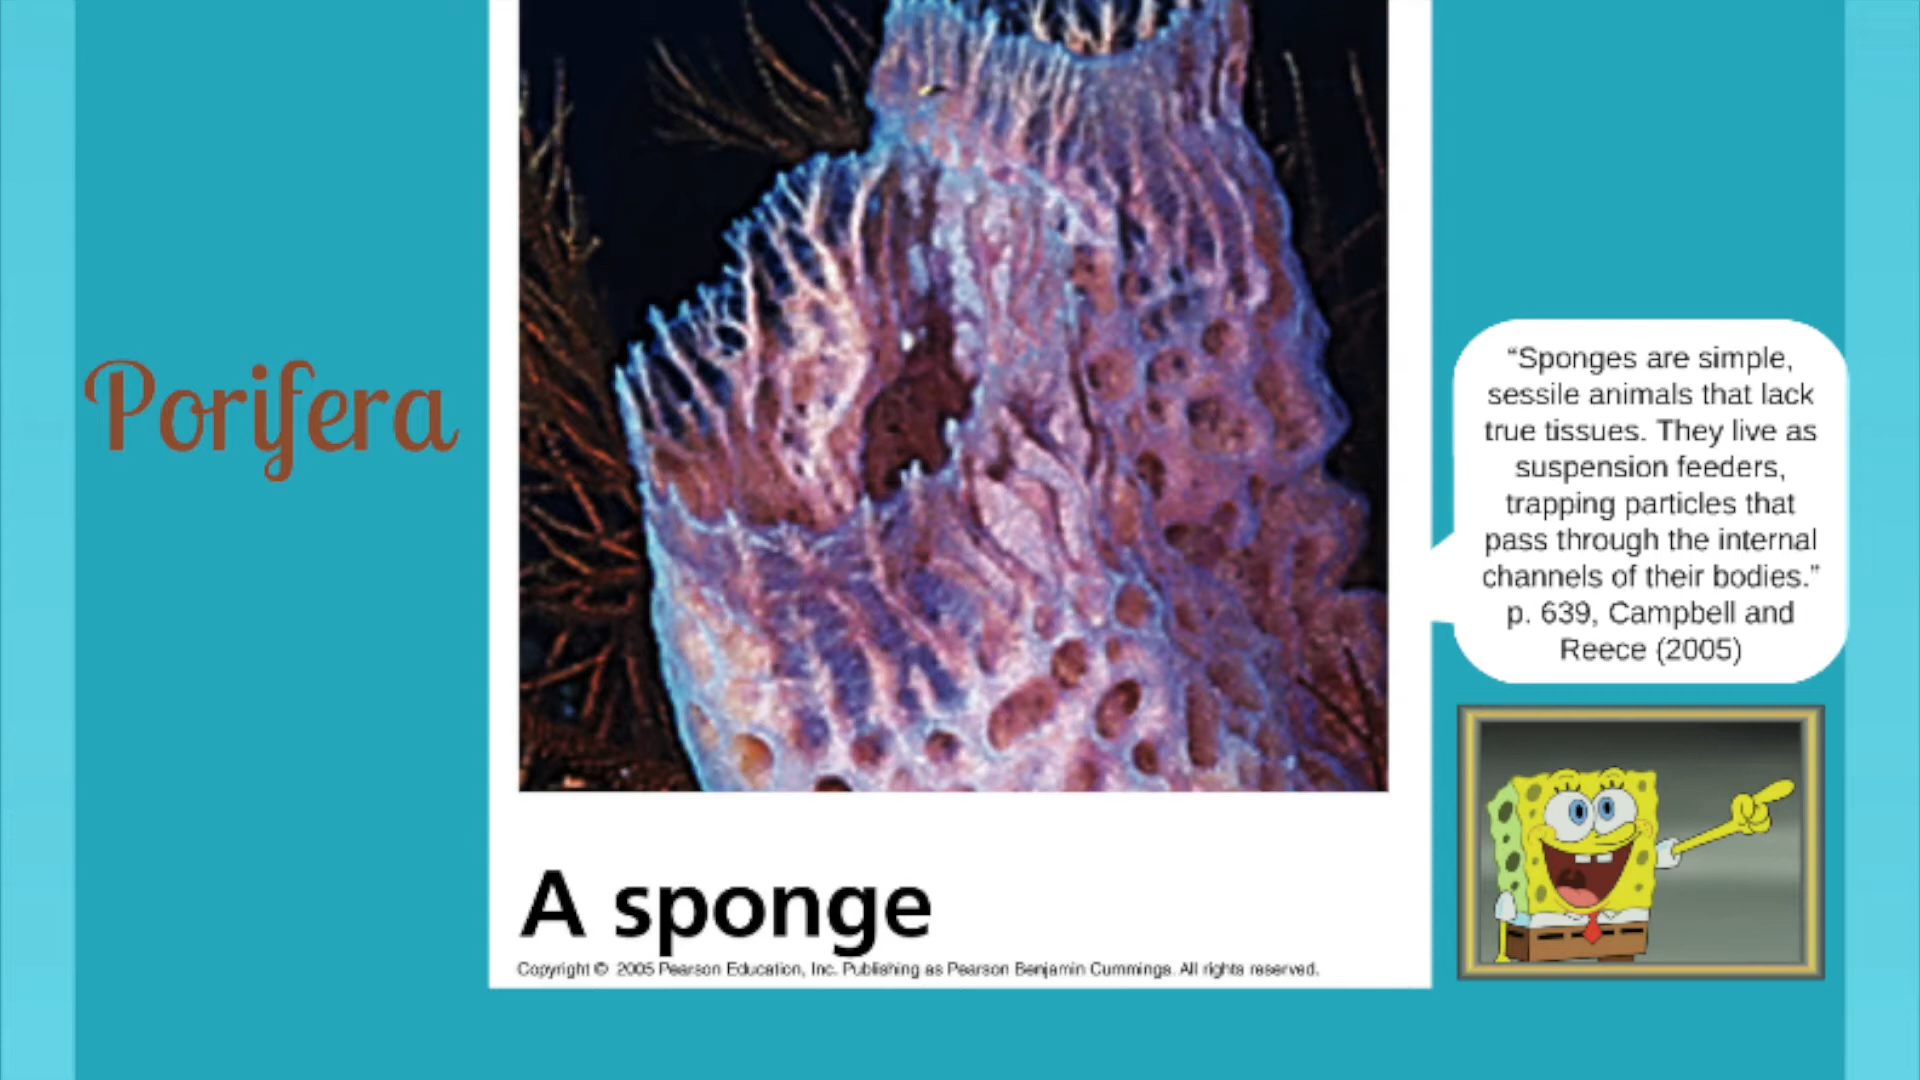 Porifera
“Sponges are simple,
sessile animals that lack
true tissues. They live as
suspension feeders,
trapping particles that
pass through the internal
channels of their bodies.”
p. 639, Campbell and
Reece (2005)
A sponge
Copyright © 2005 Pearson Education, Inc. Publishing as Pearson Benjamin Cummings. All rights reserved.